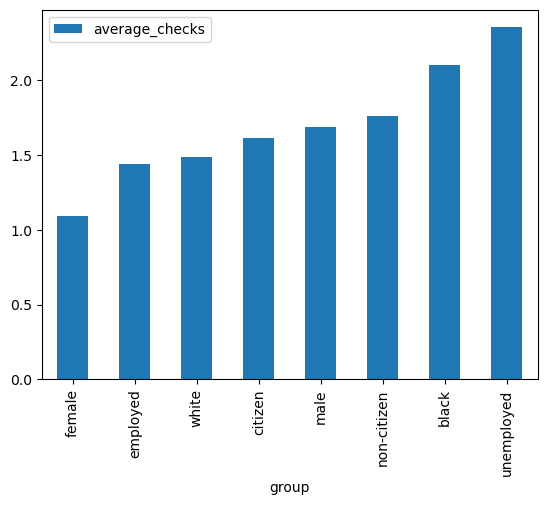 average_checks
2.0
1.5
1.0
0.5
0.0
female
employed
white
citizen
male
non-citizen
black
unemployed
group